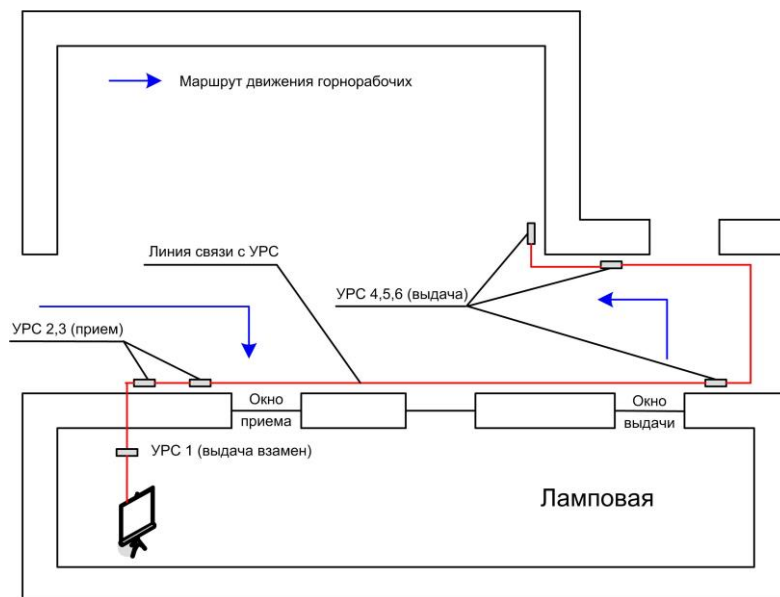 Маршрут движения горнорабочих
Линия связи с УРС
УРС 4,5,6 (выдача)
УРС 2,3 (прием)
Окно
приема
Окно
выдачи
УРС 1 (выдача взамен)
Ламповая